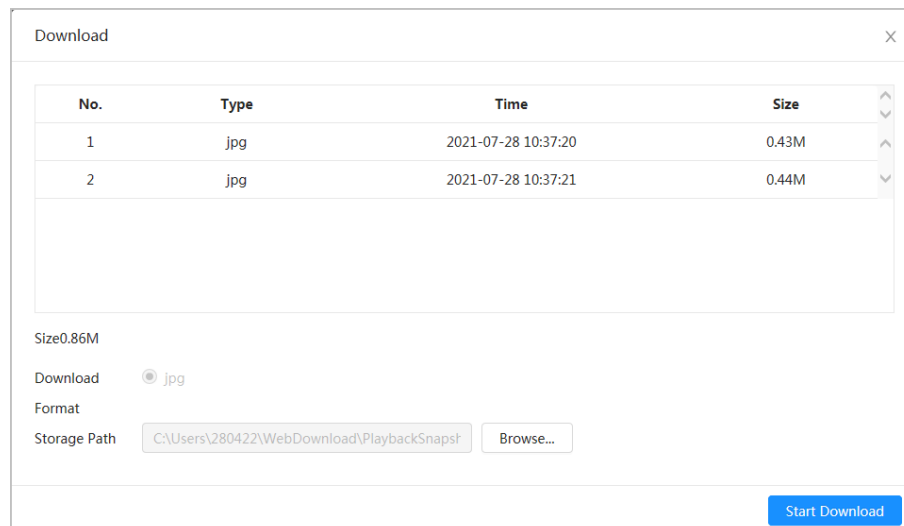 Download
No. Type Time Size
1 jpg 2021-07-28 10:37:20 0.43M
2 jpg 2021-07-28 10:37:21 0.44M
Size0.86M
Download jpg
Format
Storage Path C:\Users\280422\WebDownload\PlaybackSnapsh Browse...
Start Download